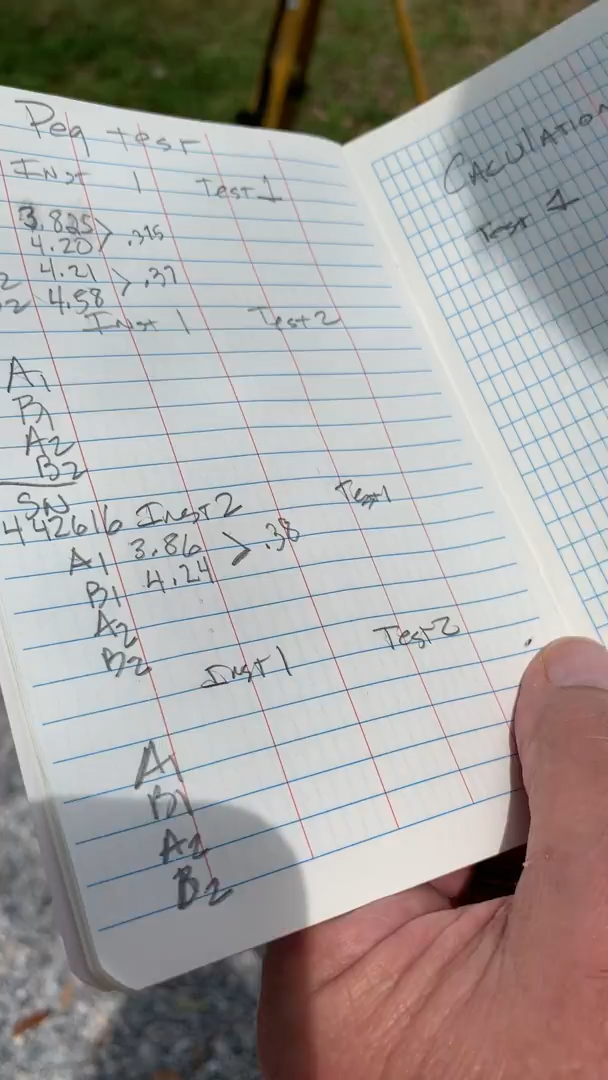 Peg test
Inst 1 Test 1
3.825 > .375
4.20
4.21 > .37
4.58
Inst 1 Test 2
A1
B1
A2
B2
SN
442616 Inst 2 Test 1
A1 3.86 > .38
B1 4.24
A2
B2
Inst 1 Test 2
A1
B1
A2
B2
CACULATION
Test 1